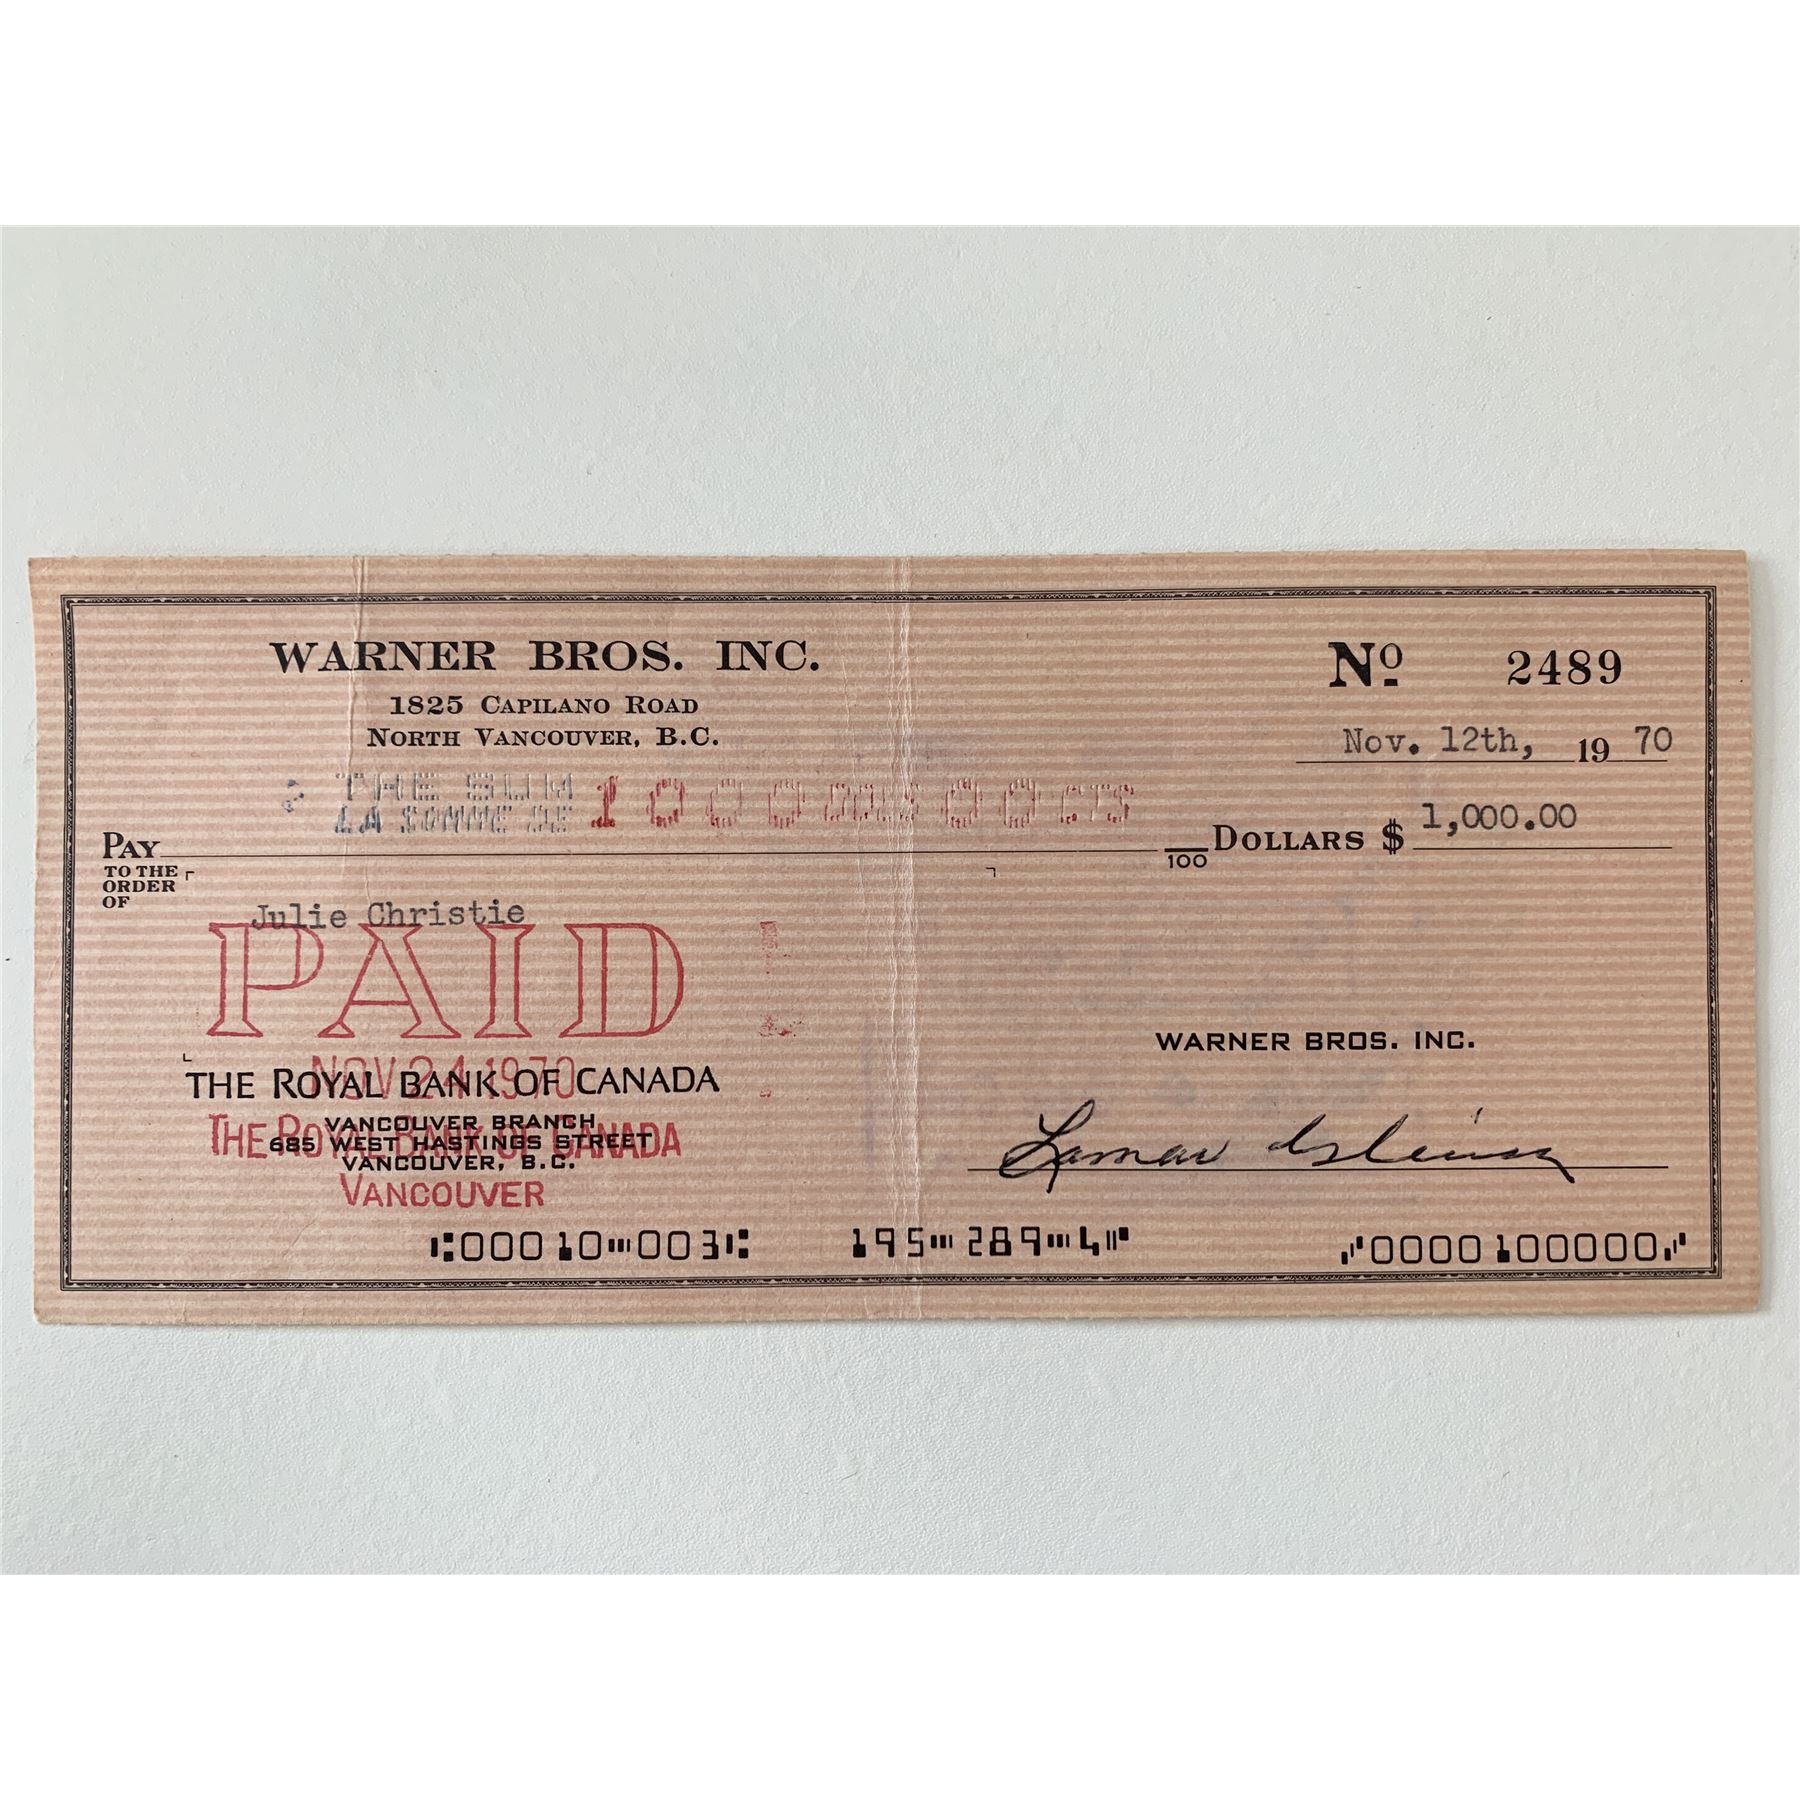 WARNER BROS. INC.
1825 CAPILANO ROAD
NORTH VANCOUVER, B.C.
No 2489
Nov. 12th, 19 70
THE SUM
LA SOMME DE 1000 DOLS 00 CTS
PAY /100 DOLLARS $ 1,000.00
TO THE
ORDER
OF
Julie Christie
PAID
NOV 24 1970
THE ROYAL BANK OF CANADA
VANCOUVER
WARNER BROS. INC.
THE ROYAL BANK OF CANADA
VANCOUVER BRANCH
685 WEST HASTINGS STREET
VANCOUVER, B.C.
Lamar
⑆00010⑉003⑆ 195⑉289⑉4⑈ ⑇0000100000⑇